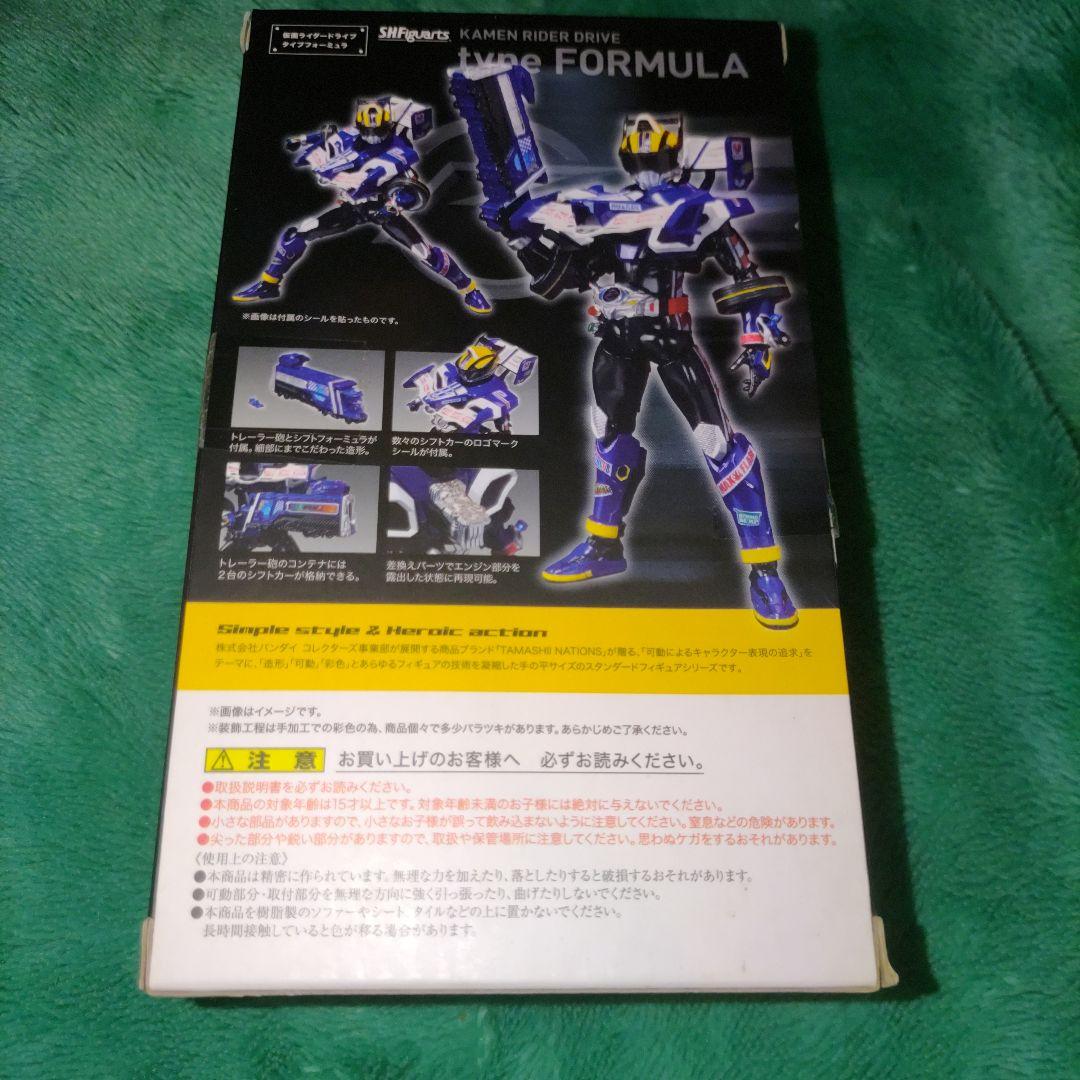 仮面ライダードライブ
タイプフォーミュラ
S.H.Figuarts
KAMEN RIDER DRIVE
type FORMULA
※画像は付属のシールを貼ったものです。
トレーラー砲とシフトフォーミュラが
付属。細部にまでこだわった造形。
数々のシフトカーのロゴマーク
シールが付属。
トレーラー砲のコンテナには
2台のシフトカーが格納できる。
差換えパーツでエンジン部分を
露出した状態に再現可能。
MAX FLARE
Simple style & Heroic action
株式会社バンダイ コレクターズ事業部が展開する商品ブランド「TAMASHII NATIONS」が贈る、「可動によるキャラクター表現の追求」を
テーマに、「造形」「可動」「彩色」とあらゆるフィギュアの技術を凝縮した手の平サイズのスタンダードフィギュアシリーズです。
※画像はイメージです。
※装飾工程は手加工での彩色の為、商品個々で多少バラツキがあります。あらかじめご了承ください。
注意 お買い上げのお客様へ 必ずお読みください。
●取扱説明書を必ずお読みください。
●本商品の対象年齢は15才以上です。対象年齢未満のお子様には絶対に与えないでください。
●小さな部品がありますので、小さなお子様が誤って飲み込まないように注意してください。窒息などの危険があります。
●尖った部分や鋭い部分がありますので、取扱や保管場所に注意してください。思わぬケガをするおそれがあります。
〈使用上の注意〉
●本商品は精密に作られています。無理な力を加えたり、落としたりすると破損するおそれがあります。
●可動部分・取付部分を無理な方向に強く引っ張ったり、曲げたりしないでください。
●本商品を樹脂製のソファーやシート、タイルなどの上に置かないでください。
長時間接触していると色が移る場合があります。